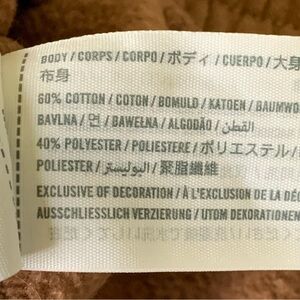 BODY / CORPS / CORPO / ボディ / CUERPO / 大身
布身
60% COTTON / COTON / BOMULD / KATOEN / BAUMWO
BAVLNA / 면 / BAWEŁNA / ALGODÃO / القطن
40% POLYESTER / POLIESTERE / ポリエステル /
POLIESTER / البوليستر / 聚脂纖維
EXCLUSIVE OF DECORATION / À L'EXCLUSION DE LA DÉC
AUSSCHLIESSLICH VERZIERUNG / UTOM DEKORATIONEN